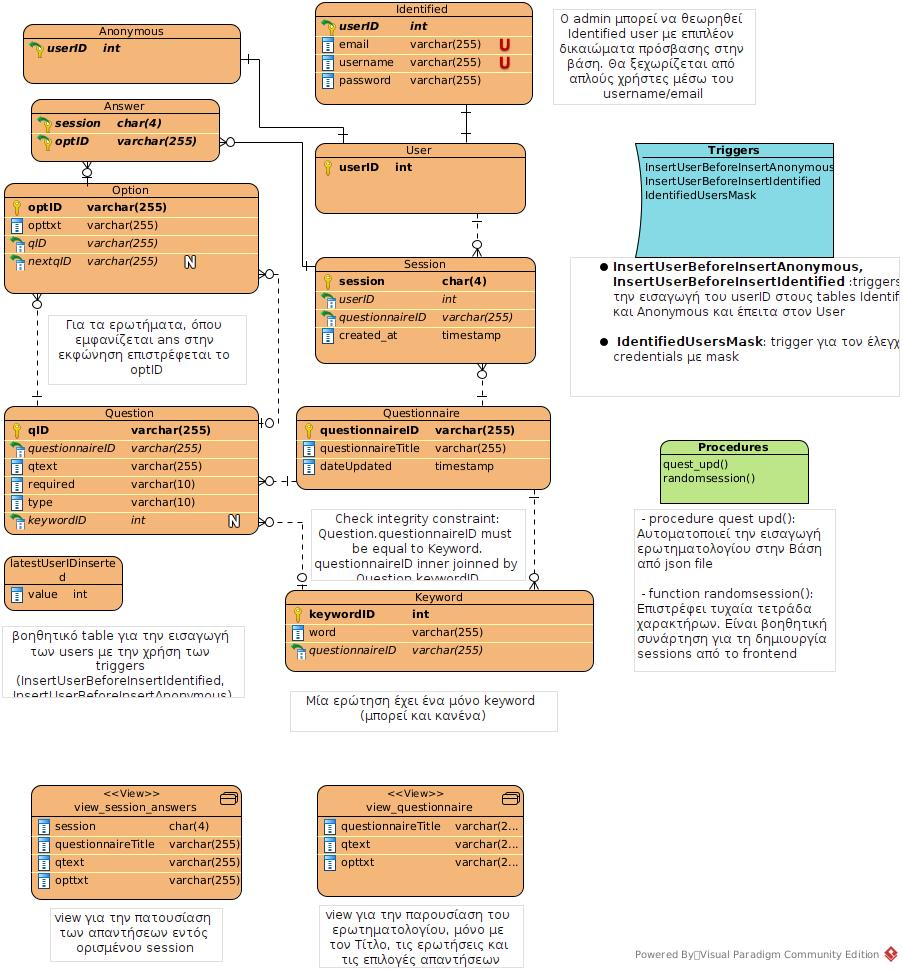 Anonymous
userID int
Identified
userID int
email varchar(255) U
username varchar(255) U
password varchar(255)
Ο admin μπορεί να θεωρηθεί
Identified user με επιπλέον
δικαιώματα πρόσβασης στην
βάση. Θα ξεχωρίζεται από
απλούς χρήστες μέσω του
username/email
Answer
session char(4)
optID varchar(255)
User
userID int
Triggers
InsertUserBeforeInsertAnonymous
InsertUserBeforeInsertIdentified
IdentifiedUsersMask
Option
optID varchar(255)
opttxt varchar(255)
qID varchar(255)
nextqID varchar(255) N
Session
session char(4)
userID int
questionnaireID varchar(255)
created_at timestamp
● InsertUserBeforeInsertAnonymous,
InsertUserBeforeInsertIdentified :triggers
την εισαγωγή του userID στους tables Identif
και Anonymous και έπειτα στον User
● IdentifiedUsersMask: trigger για τον έλεγχ
credentials με mask
Για τα ερωτήματα, όπου
εμφανίζεται ans στην
εκφώνηση επιστρέφεται το
optID
Question
qID varchar(255)
questionnaireID varchar(255)
qtext varchar(255)
required varchar(10)
type varchar(10)
keywordID int N
Questionnaire
questionnaireID varchar(255)
questionnaireTitle varchar(255)
dateUpdated timestamp
Procedures
quest_upd()
randomsession()
Check integrity constraint:
Question.questionnaireID must
be equal to Keyword.
questionnaireID inner joinned by
Question.keywordID
- procedure quest upd():
Αυτοματοποιεί την εισαγωγή
ερωτηματολογίου στην Βάση
από json file
- function randomsession():
Επιστρέφει τυχαία τετράδα
χαρακτήρων. Είναι βοηθητική
συνάρτηση για τη δημιουργία
sessions από το frontend
latestUserIDinserte
d
value int
βοηθητικό table για την εισαγωγή
των users με την χρήση των
triggers
(InsertUserBeforeInsertIdentified,
InsertUserBeforeInsertAnonymous)
Keyword
keywordID int
word varchar(255)
questionnaireID varchar(255)
Μία ερώτηση έχει ένα μόνο keyword
(μπορεί και κανένα)
<<View>>
view_session_answers
session char(4)
questionnaireTitle varchar(255)
qtext varchar(255)
opttxt varchar(255)
<<View>>
view_questionnaire
questionnaireTitle varchar(2...
qtext varchar(2...
opttxt varchar(2...
view για την πατουσίαση
των απαντήσεων εντός
ορισμένου session
view για την παρουσίαση του
ερωτηματολογίου, μόνο με
τον Τίτλο, τις ερωτήσεις και
τις επιλογές απαντήσεων
Powered By Visual Paradigm Community Edition